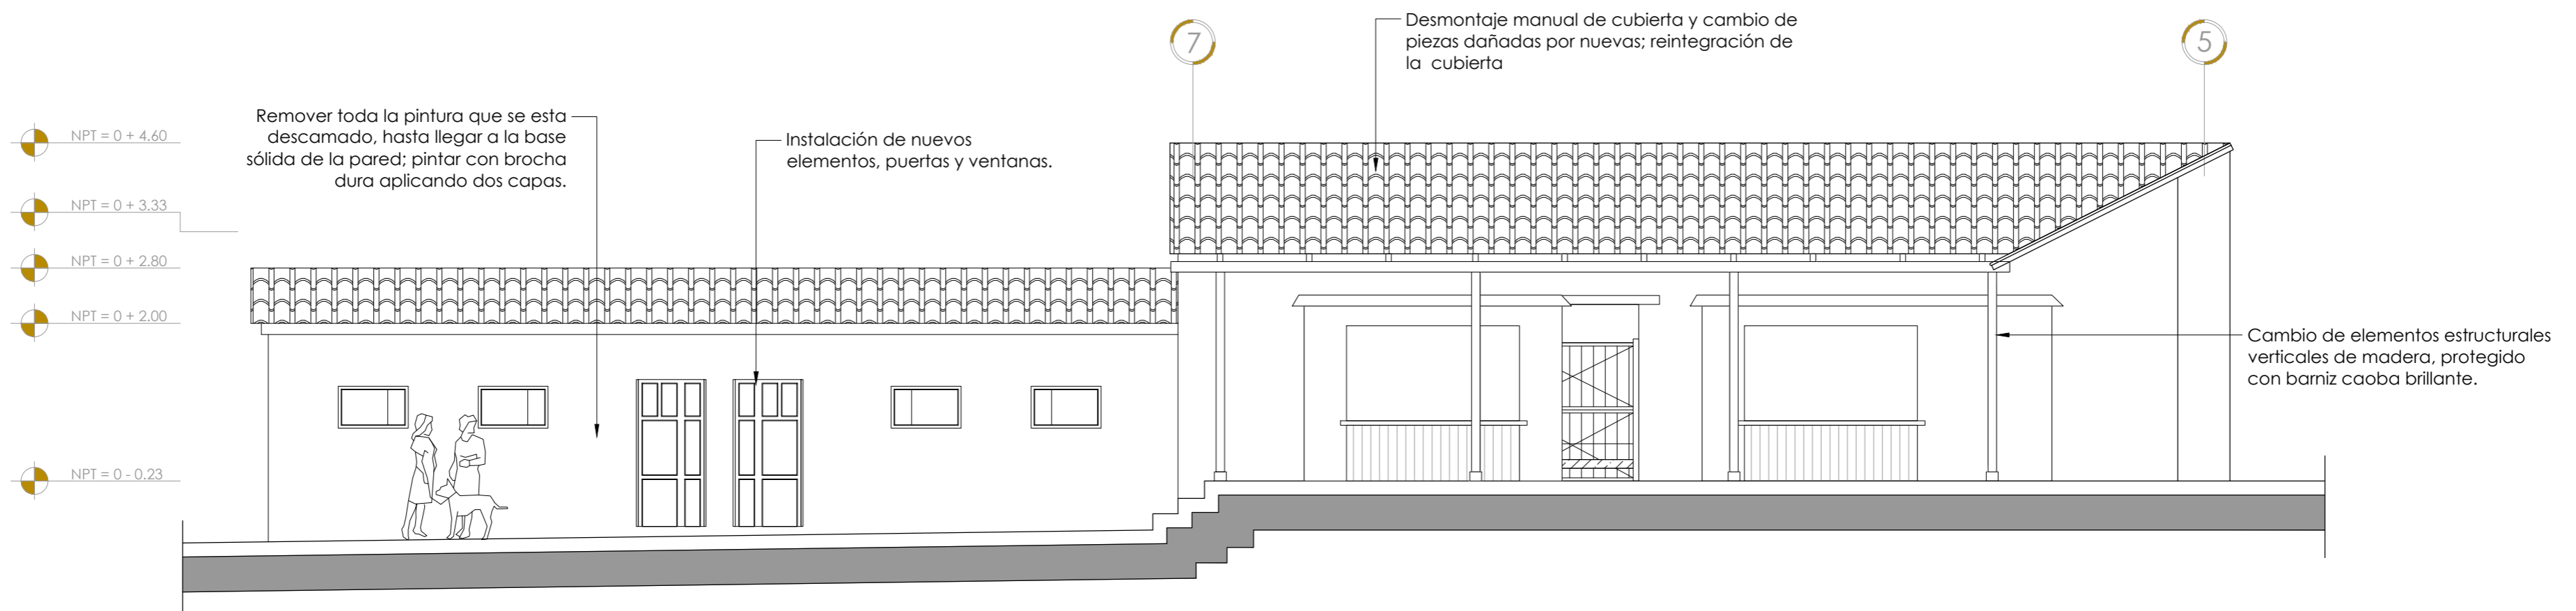 7
5
Desmontaje manual de cubierta y cambio de
piezas dañadas por nuevas; reintegración de
la cubierta
Remover toda la pintura que se esta
descamado, hasta llegar a la base
sólida de la pared; pintar con brocha
dura aplicando dos capas.
Instalación de nuevos
elementos, puertas y ventanas.
NPT = 0 + 4.60
NPT = 0 + 3.33
NPT = 0 + 2.80
NPT = 0 + 2.00
NPT = 0 - 0.23
Cambio de elementos estructurales
verticales de madera, protegido
con barniz caoba brillante.